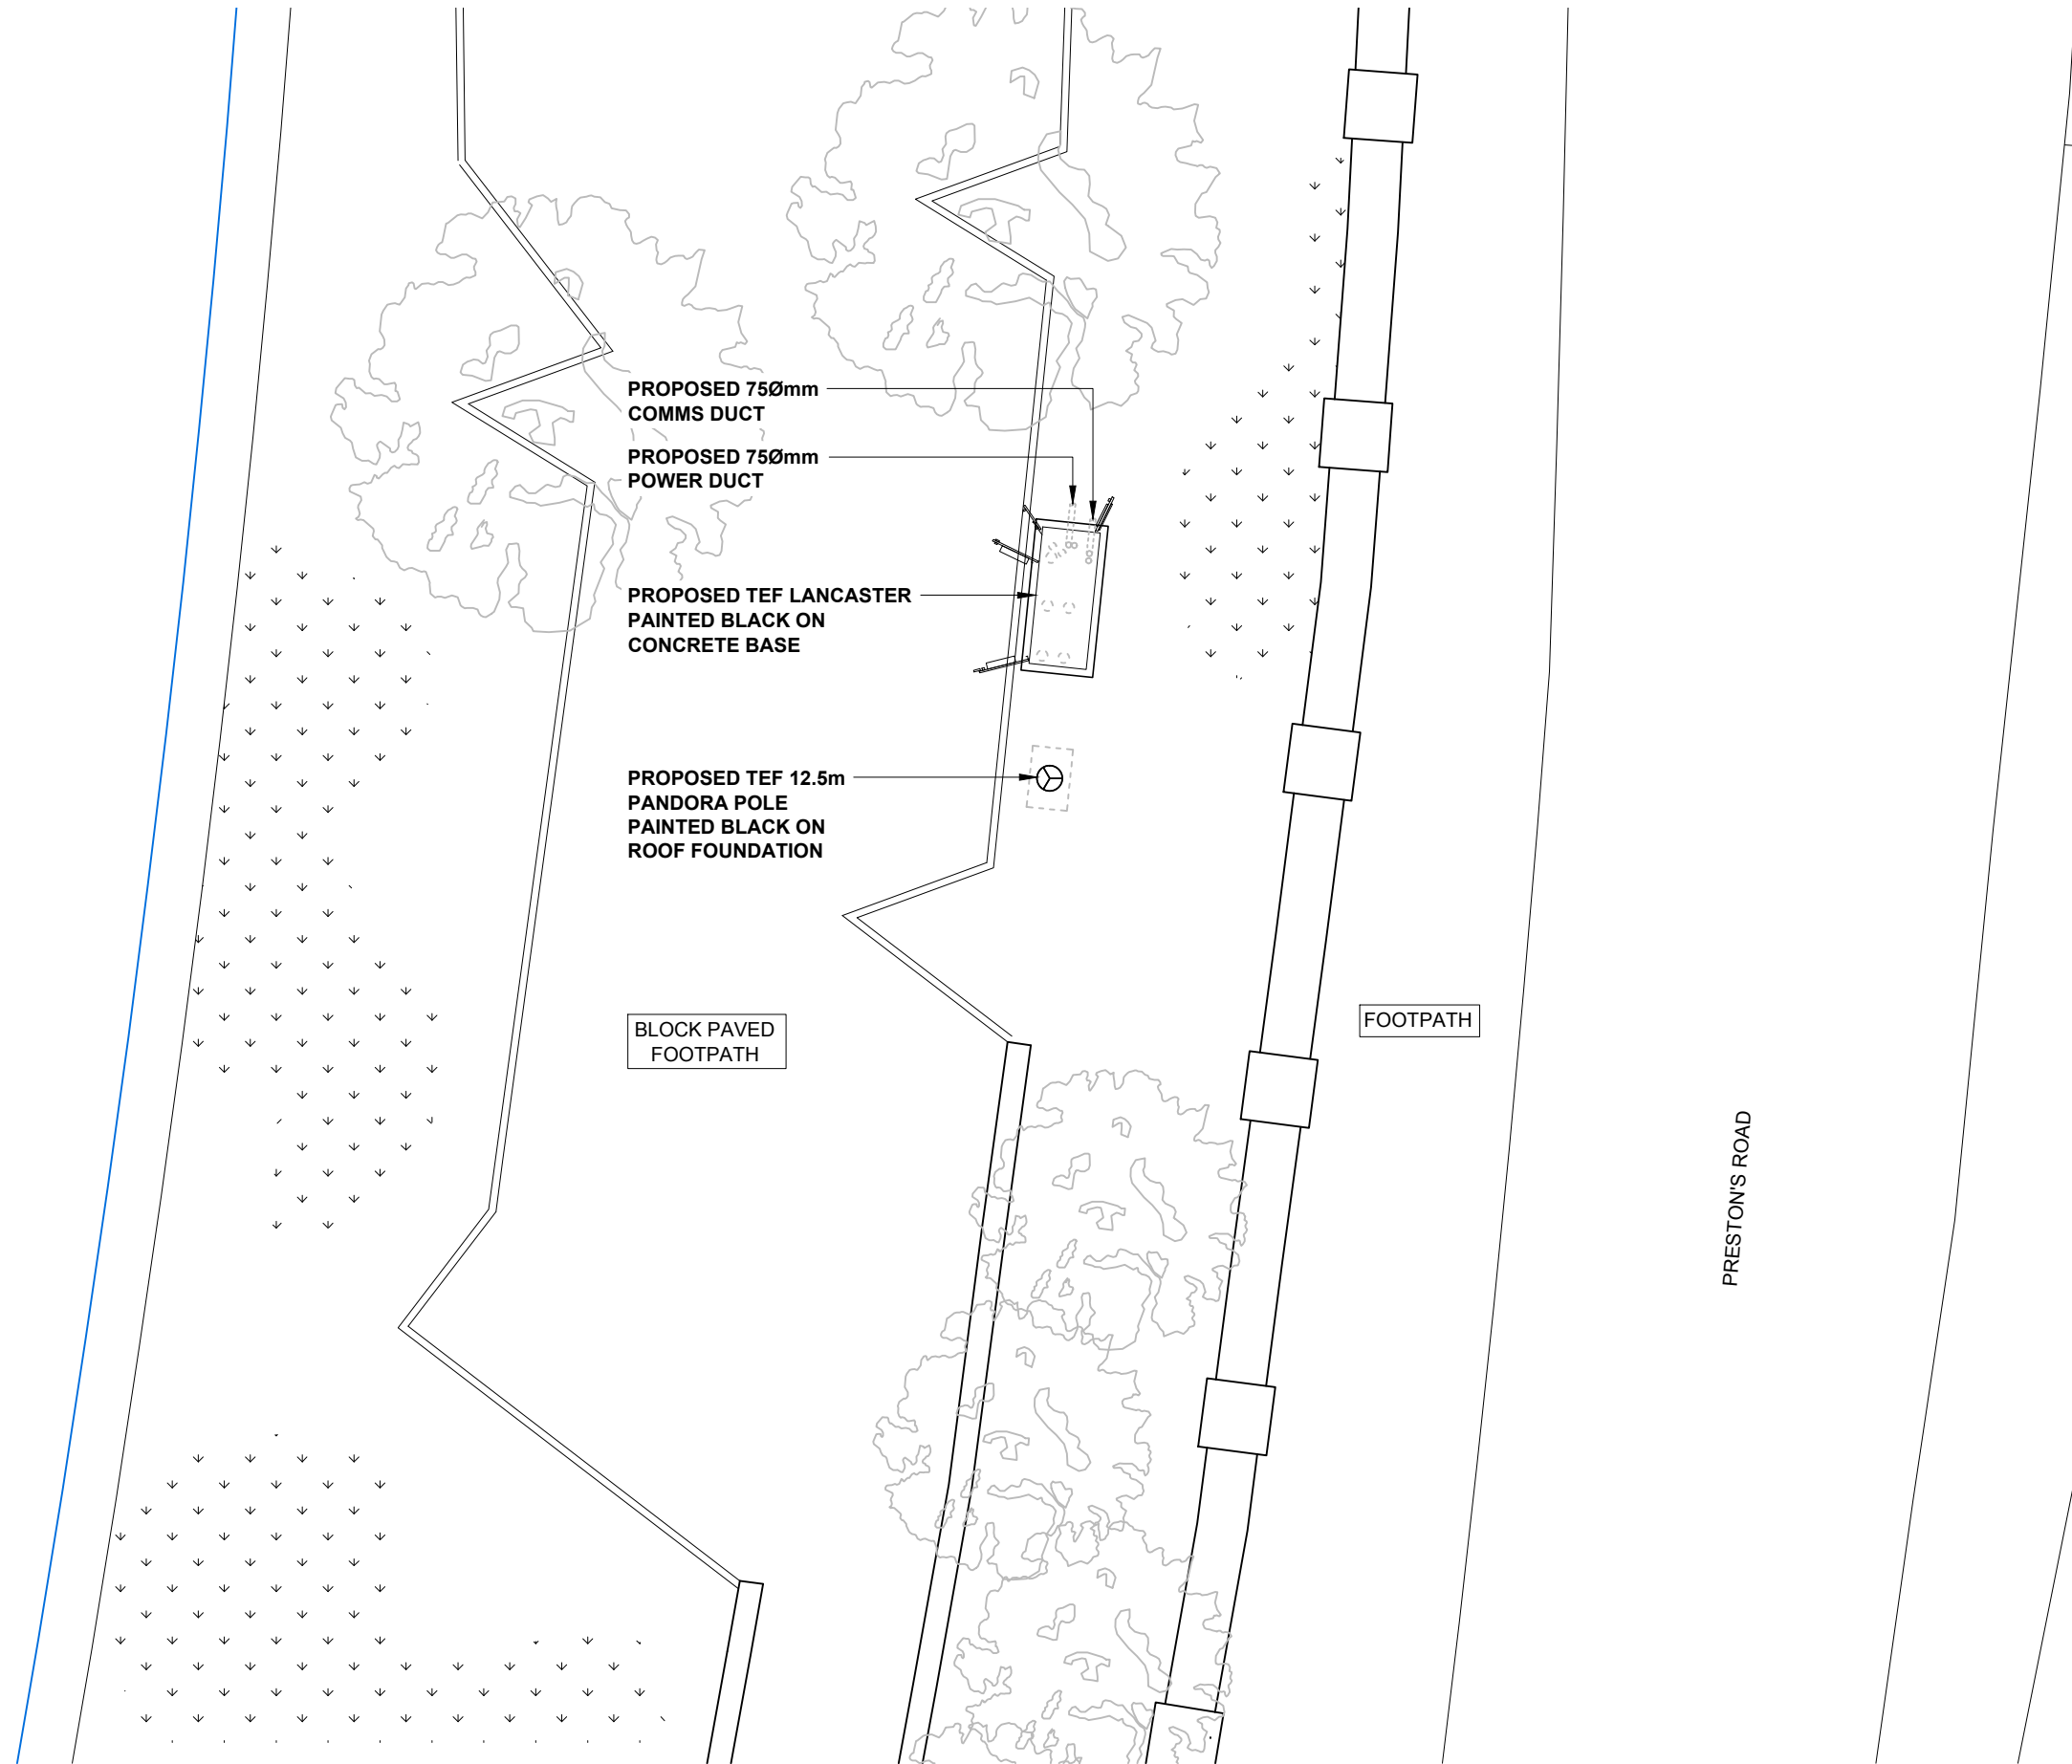 PROPOSED 75Ømm
COMMS DUCT
PROPOSED 75Ømm
POWER DUCT
PROPOSED TEF LANCASTER
PAINTED BLACK ON
CONCRETE BASE
PROPOSED TEF 12.5m
PANDORA POLE
PAINTED BLACK ON
ROOF FOUNDATION
BLOCK PAVED
FOOTPATH
FOOTPATH
PRESTON'S ROAD